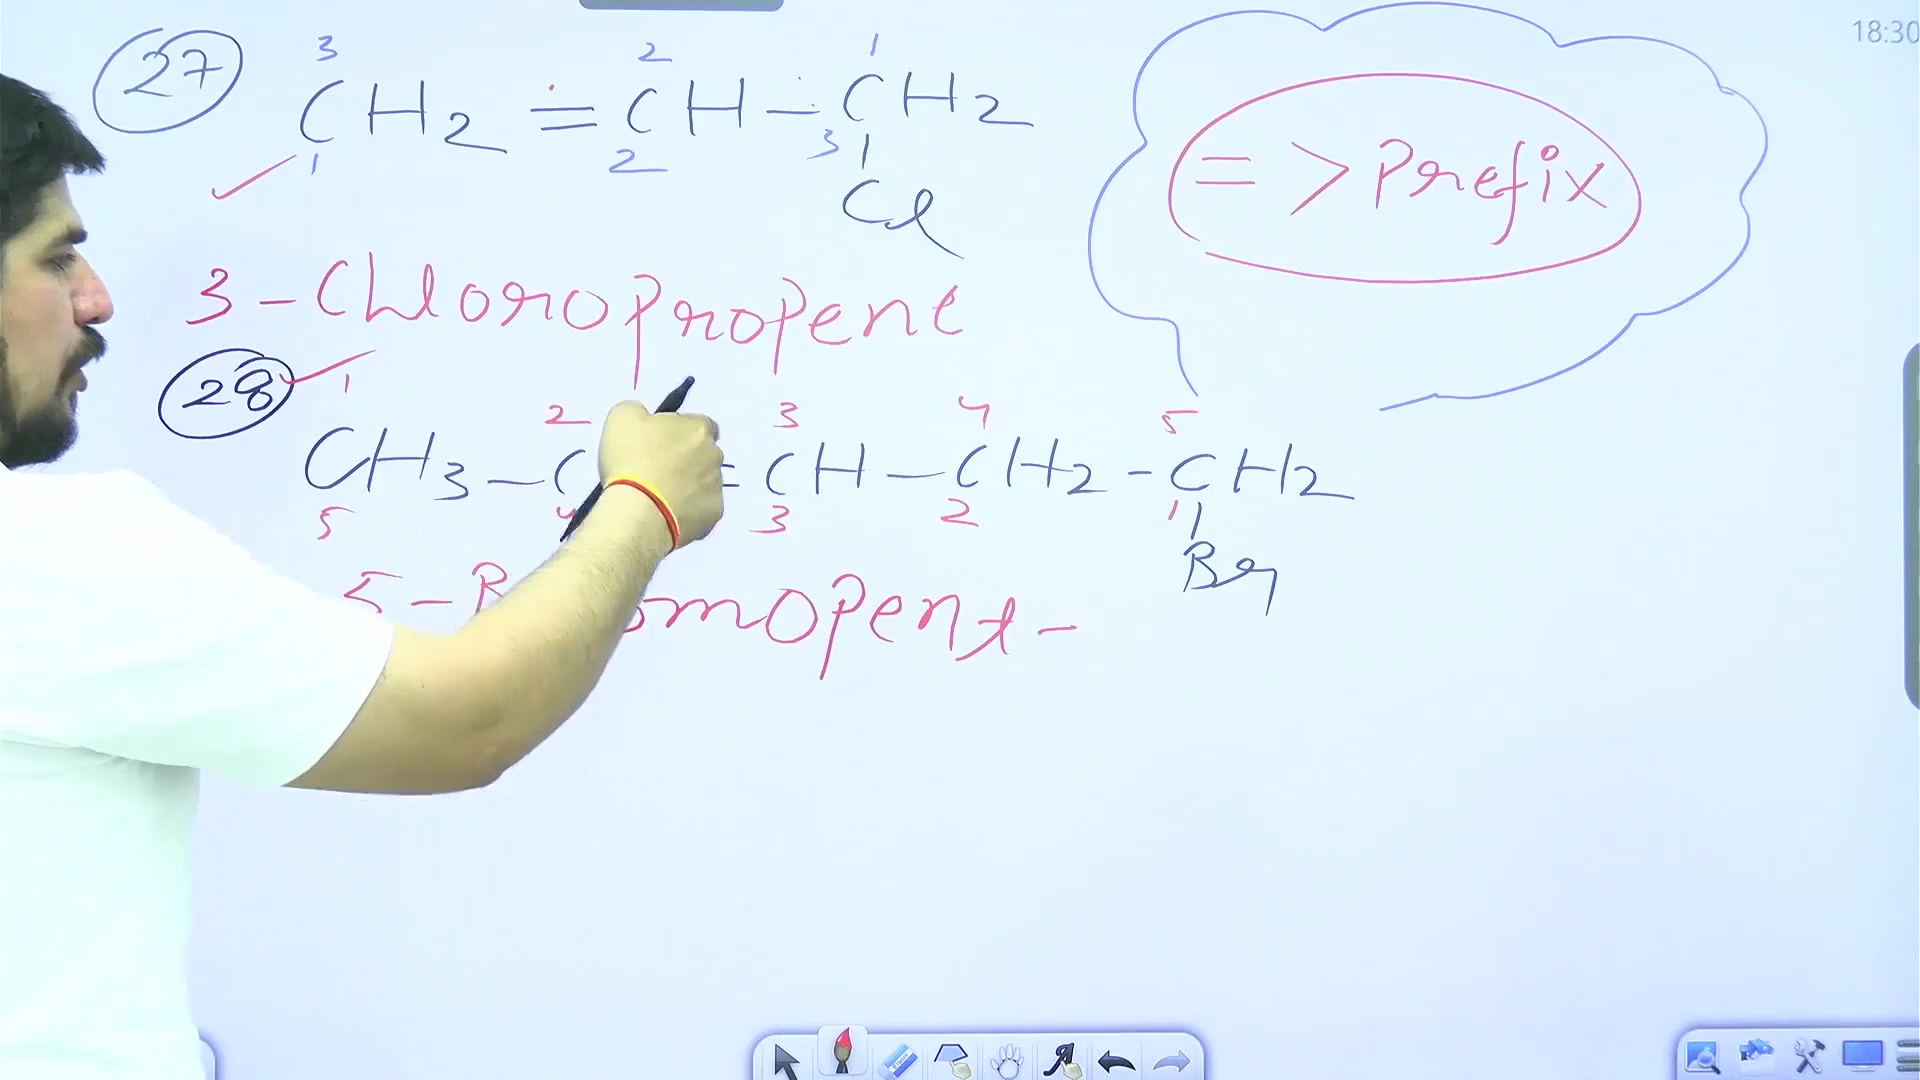 18:30
27
3 2 1
CH2 = CH - CH2
1 2 3
Cl
= > Prefix
3 - Chloropropene
28
1 2 3 4 5
CH3 - C = CH - CH2 - CH2
5 4 3 2 1
Br
5 - B omopent -